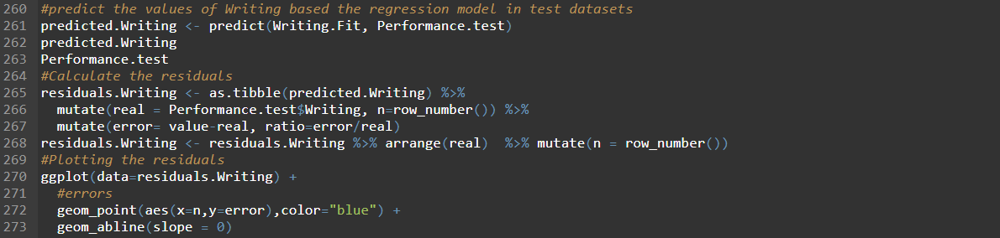 260 #predict the values of Writing based the regression model in test datasets
261 predicted.Writing <- predict(Writing.Fit, Performance.test)
262 predicted.Writing
263 Performance.test
264 #Calculate the residuals
265 residuals.Writing <- as.tibble(predicted.Writing) %>%
266   mutate(real = Performance.test$Writing, n=row_number()) %>%
267   mutate(error= value-real, ratio=error/real)
268 residuals.Writing <- residuals.Writing %>% arrange(real)  %>% mutate(n = row_number())
269 #Plotting the residuals
270 ggplot(data=residuals.Writing) +
271   #errors
272   geom_point(aes(x=n,y=error),color="blue") +
273   geom_abline(slope = 0)